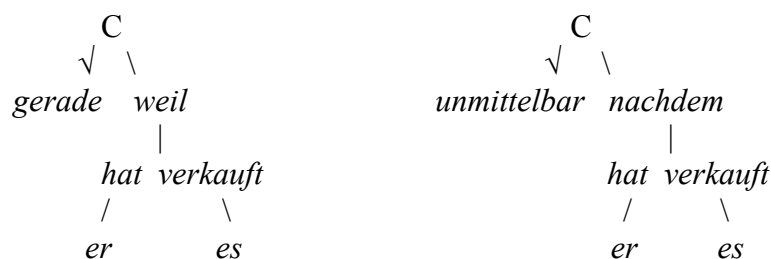 C C
√ \ √ \
gerade weil unmittelbar nachdem
| |
hat verkauft hat verkauft
/ \ / \
er es er es